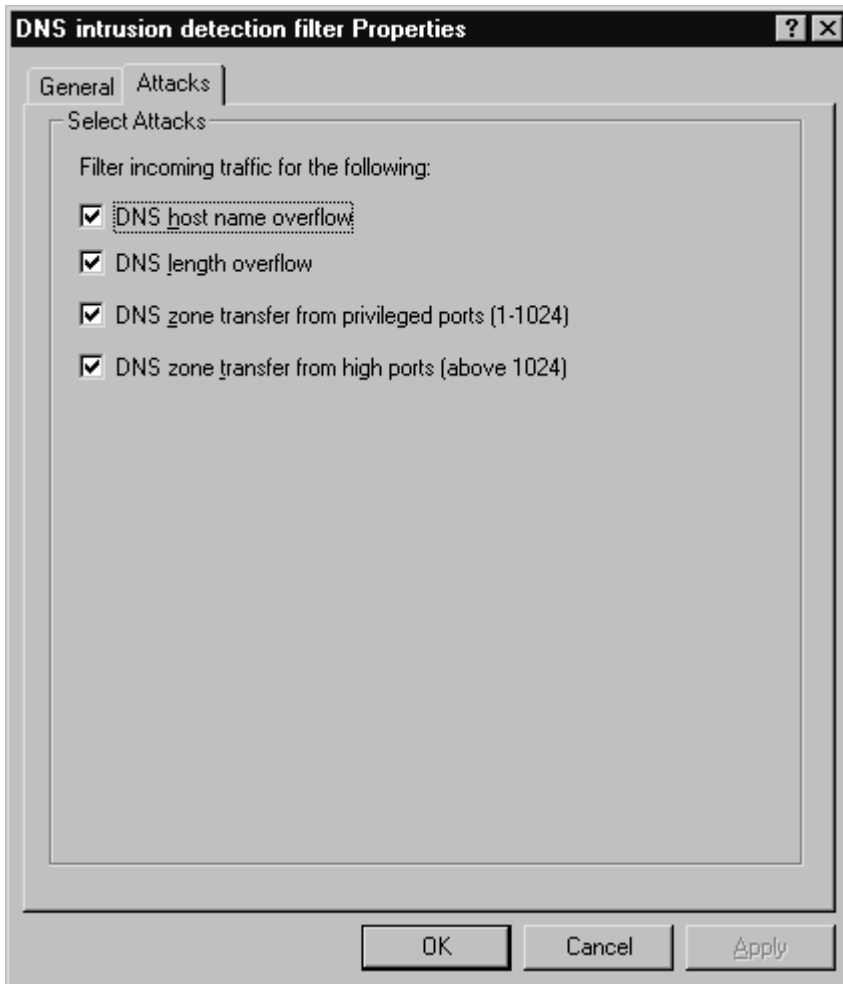 DNS intrusion detection filter Properties
General Attacks
Select Attacks
Filter incoming traffic for the following:
DNS host name overflow
DNS length overflow
DNS zone transfer from privileged ports (1-1024)
DNS zone transfer from high ports (above 1024)
OK Cancel Apply